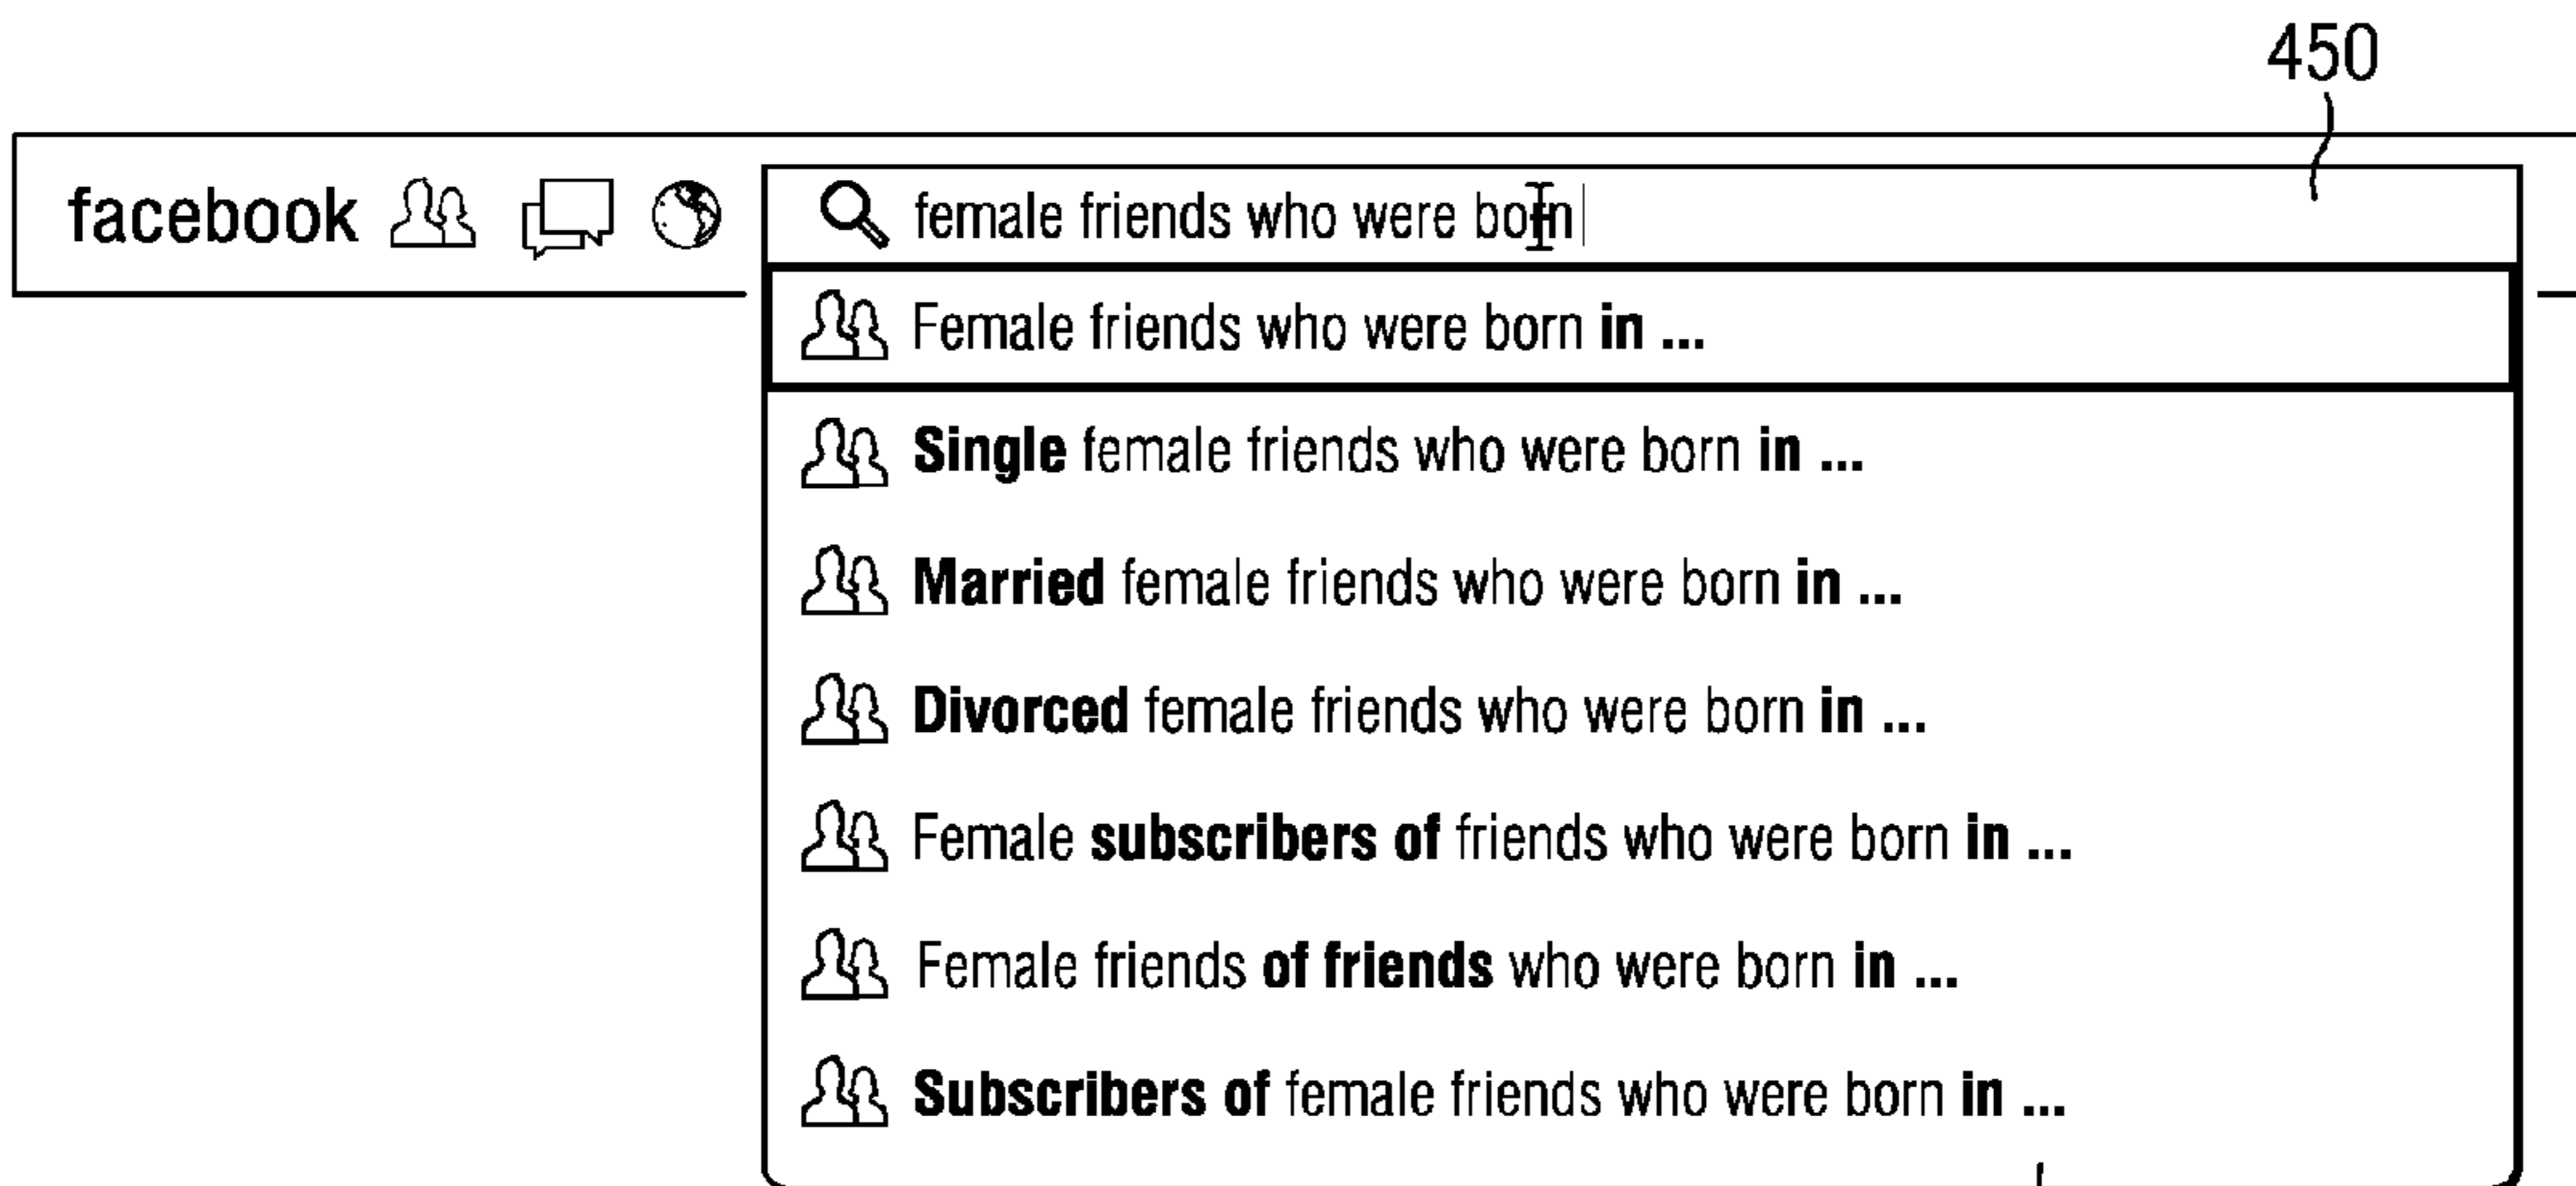 450
facebook female friends who were born
Female friends who were born in ...
Single female friends who were born in ...
Married female friends who were born in ...
Divorced female friends who were born in ...
Female subscribers of friends who were born in ...
Female friends of friends who were born in ...
Subscribers of female friends who were born in ...